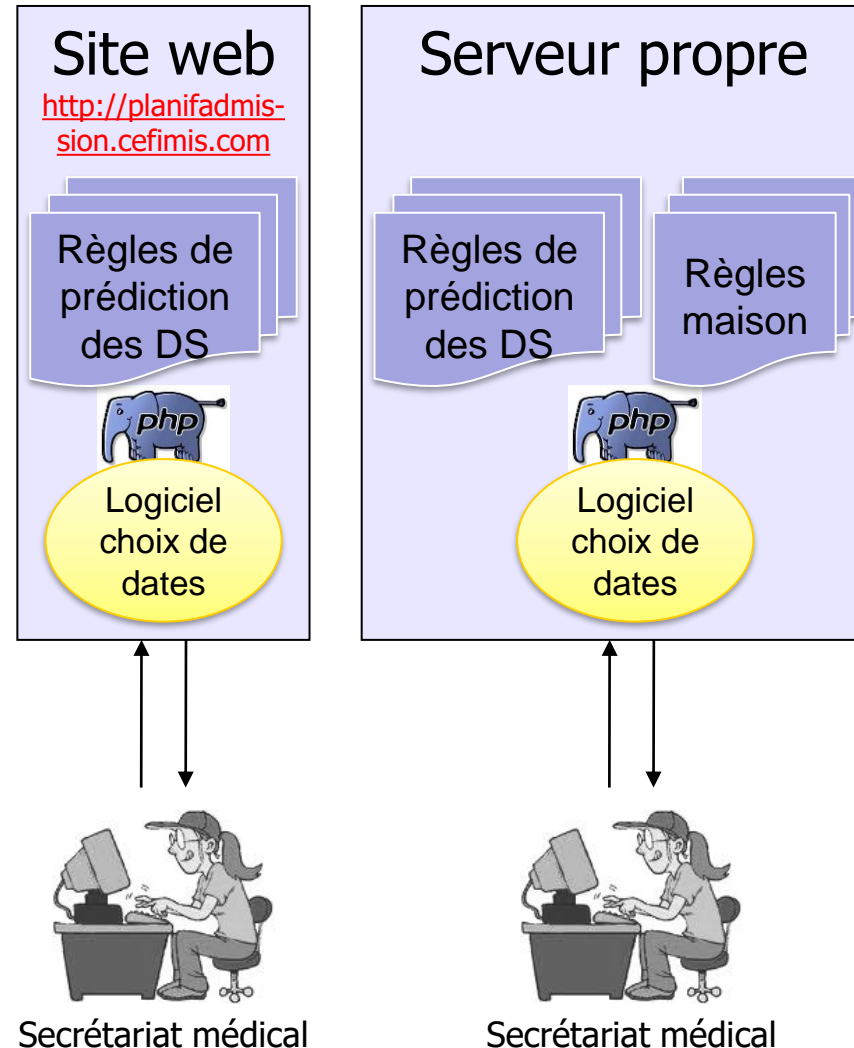 Site web
http://planifadmis-
sion.cefimis.com
Règles de
prédiction
des DS
php
Logiciel
choix de
dates
Secrétariat médical
Serveur propre
Règles de
prédiction
des DS
Règles
maison
php
Logiciel
choix de
dates
Secrétariat médical